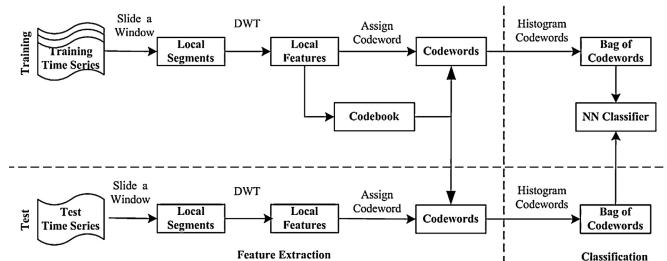 Training
Training
Time Series
Slide a
Window
Local
Segments
DWT
Local
Features
Assign
Codeword
Codewords
Histogram
Codewords
Bag of
Codewords
Codebook
NN Classifier
Test
Test
Time Series
Slide a
Window
Local
Segments
DWT
Local
Features
Assign
Codeword
Codewords
Histogram
Codewords
Bag of
Codewords
Feature Extraction
Classification